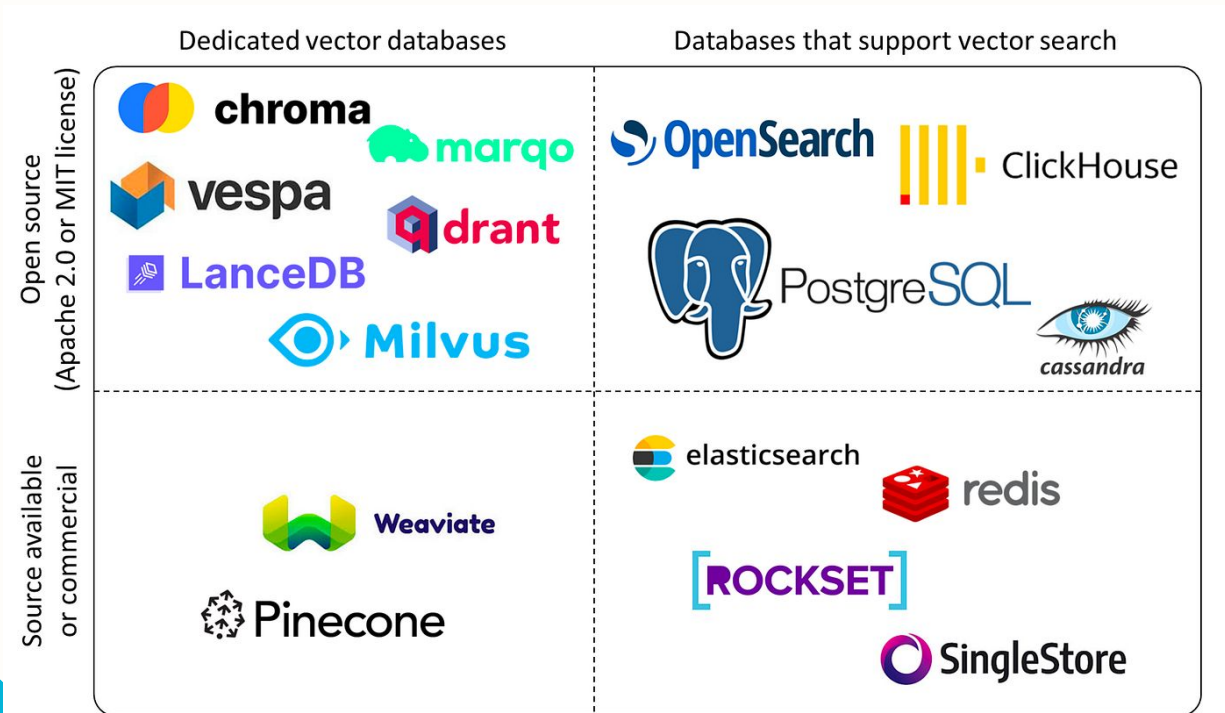 Dedicated vector databases
Databases that support vector search
Open source
(Apache 2.0 or MIT license)
chroma
marqo
vespa
qdrant
LanceDB
Milvus
OpenSearch
ClickHouse
PostgreSQL
cassandra
Source available
or commercial
Weaviate
Pinecone
elasticsearch
redis
ROCKSET
SingleStore